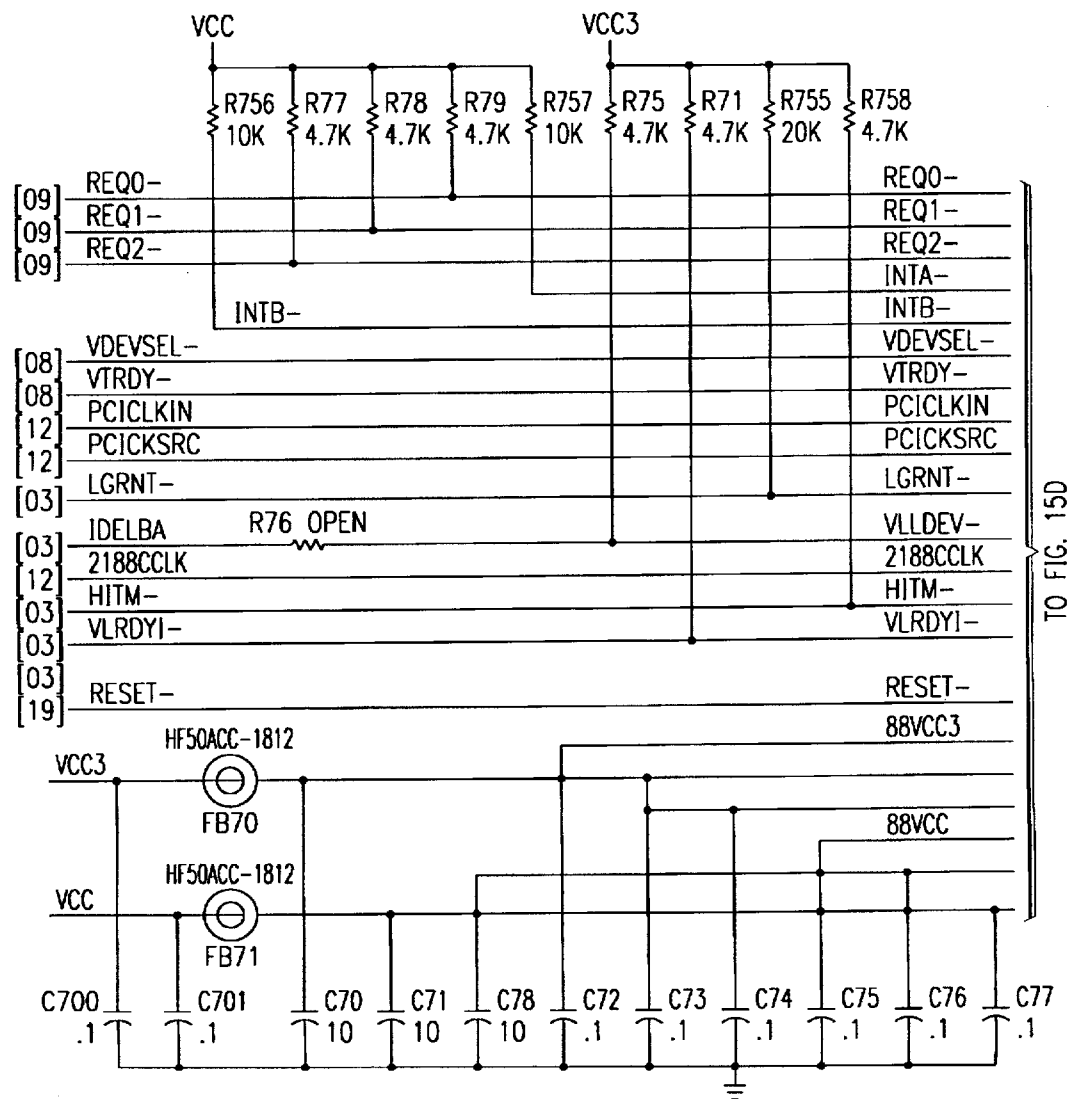 VCC VCC3
R756 R77 R78 R79 R757 R75 R71 R755 R758
10K 4.7K 4.7K 4.7K 10K 4.7K 4.7K 20K 4.7K
[09] REQ0- REQ0-
[09] REQ1- REQ1-
[09] REQ2- REQ2-
INTA-
INTB- INTB-
[08] VDEVSEL- VDEVSEL-
[08] VTRDY- VTRDY-
[12] PCICLKIN PCICLKIN
[12] PCICKSRC PCICKSRC
[03] LGRNT- LGRNT-
[03] IDELBA R76 OPEN VLLDEV-
[12] 2188CCLK 2188CCLK
[03] HITM- HITM-
[03] VLRDYI- VLRDYI-
[03]
[19] RESET- RESET-
TO FIG. 15D
88VCC3
HF50ACC-1812
VCC3
FB70
88VCC
HF50ACC-1812
VCC
FB71
C700 C701 C70 C71 C78 C72 C73 C74 C75 C76 C77
.1 .1 10 10 10 .1 .1 .1 .1 .1 .1